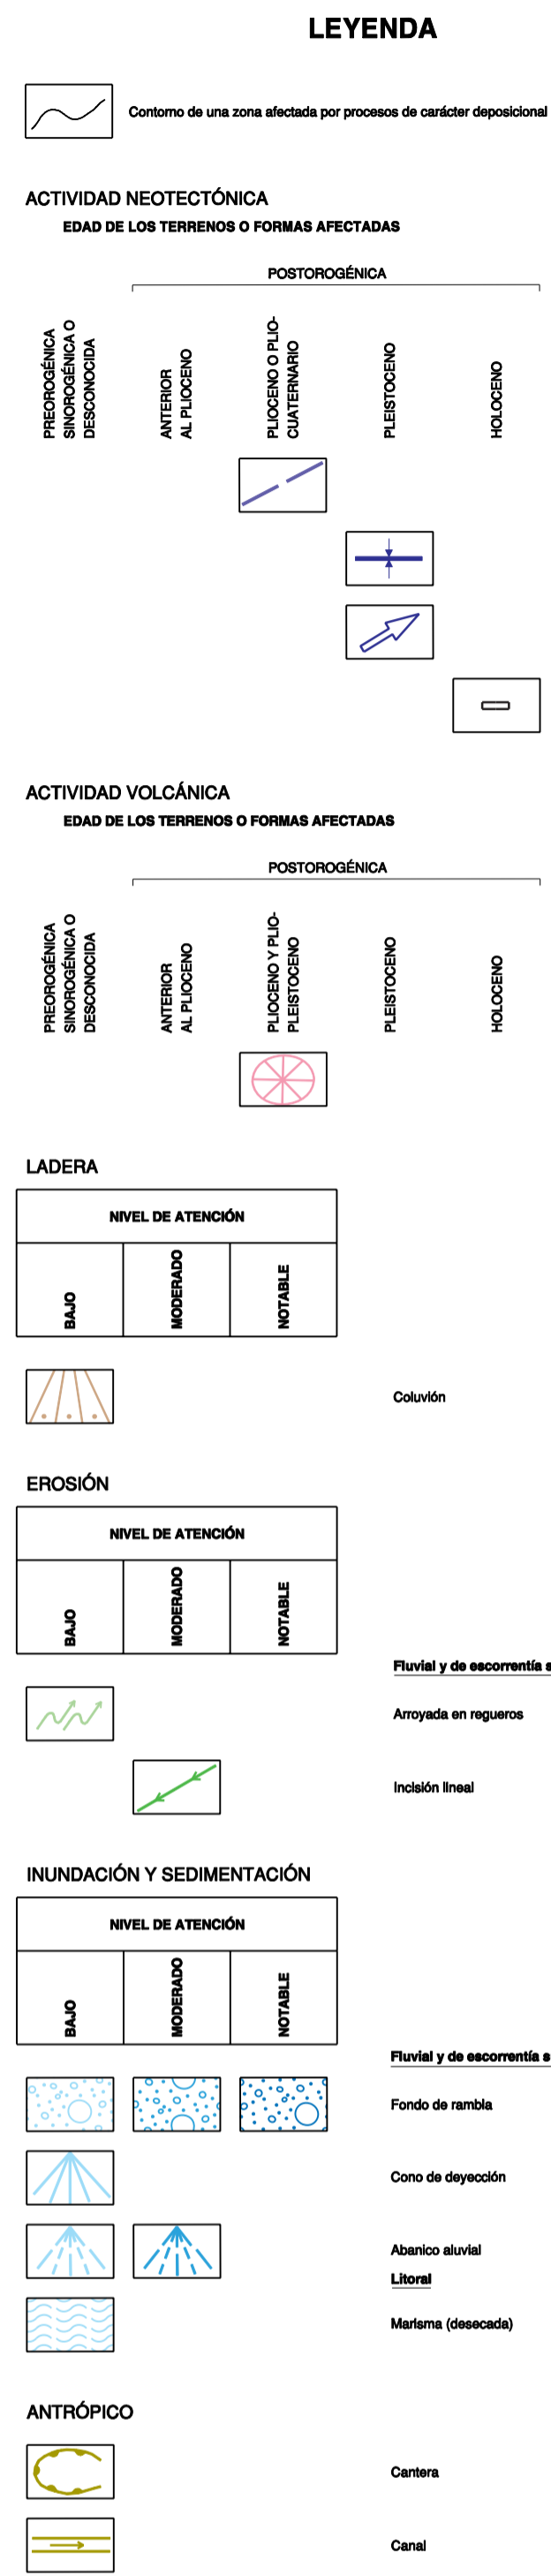 LEYENDA
Contorno de una zona afectada por procesos de carácter deposicional
ACTIVIDAD NEOTECTÓNICA
EDAD DE LOS TERRENOS O FORMAS AFECTADAS
POSTOROGÉNICA
PREOROGÉNICA
SINOROGÉNICA O
DESCONOCIDA
ANTERIOR
AL PLIOCENO
PLIOCENO O PLIO-
CUATERNARIO
PLEISTOCENO
HOLOCENO
ACTIVIDAD VOLCÁNICA
EDAD DE LOS TERRENOS O FORMAS AFECTADAS
POSTOROGÉNICA
PREOROGÉNICA
SINOROGÉNICA O
DESCONOCIDA
ANTERIOR
AL PLIOCENO
PLIOCENO Y PLIO-
PLEISTOCENO
PLEISTOCENO
HOLOCENO
LADERA
NIVEL DE ATENCIÓN
BAJO
MODERADO
NOTABLE
Coluvión
EROSIÓN
NIVEL DE ATENCIÓN
BAJO
MODERADO
NOTABLE
Fluvial y de escorrentía s
Arroyada en regueros
Incisión lineal
INUNDACIÓN Y SEDIMENTACIÓN
NIVEL DE ATENCIÓN
BAJO
MODERADO
NOTABLE
Fluvial y de escorrentía s
Fondo de rambla
Cono de deyección
Abanico aluvial
Litoral
Marisma (desecada)
ANTRÓPICO
Cantera
Canal